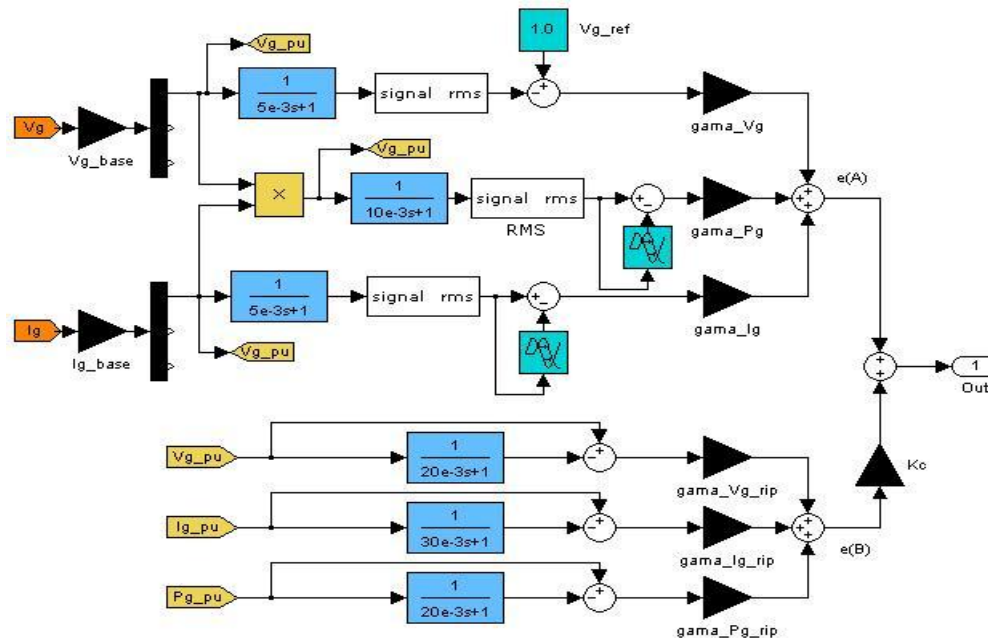 Vg_pu
1.0
Vg_ref
1
5e-3s+1
signal rms
gama_Vg
Vg
Vg_base
Vg_pu
×
1
10e-3s+1
signal rms
RMS
gama_Pg
e(A)
1
5e-3s+1
signal rms
gama_Ig
Ig
Ig_base
Vg_pu
1
Out
Vg_pu
1
20e-3s+1
gama_Vg_rip
Kc
Ig_pu
1
30e-3s+1
gama_Ig_rip
e(B)
Pg_pu
1
20e-3s+1
gama_Pg_rip